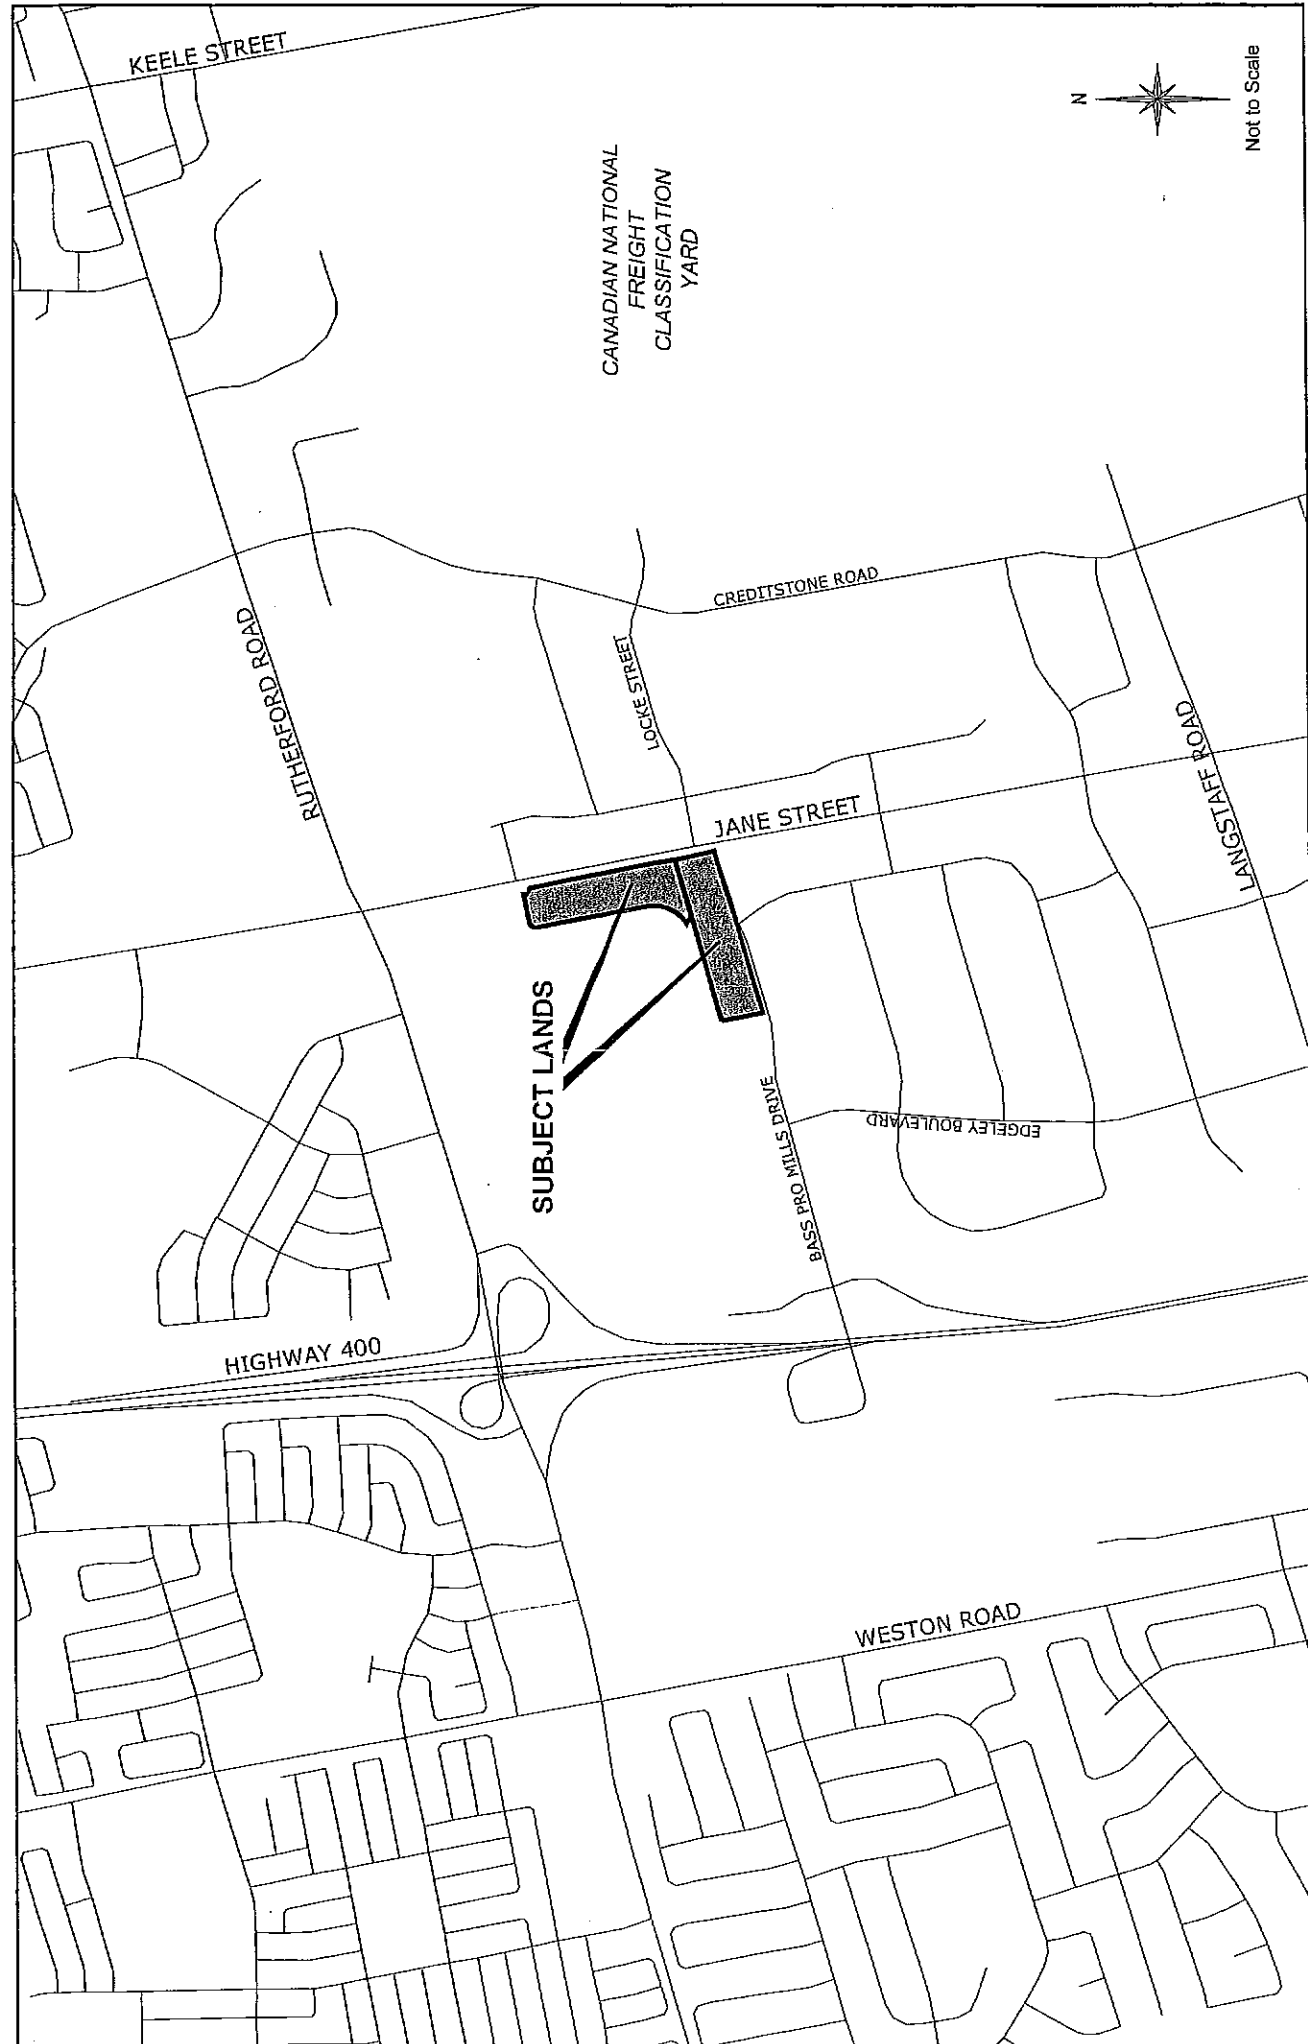 KEELE STREET
N
Not to Scale
CANADIAN NATIONAL
FREIGHT
CLASSIFICATION
YARD
RUTHERFORD ROAD
CREDITSTONE ROAD
LOCKE STREET
JANE STREET
LANGSTAFF ROAD
SUBJECT LANDS
BASS PRO MILLS DRIVE
EDGELEY BOULEVARD
HIGHWAY 400
WESTON ROAD